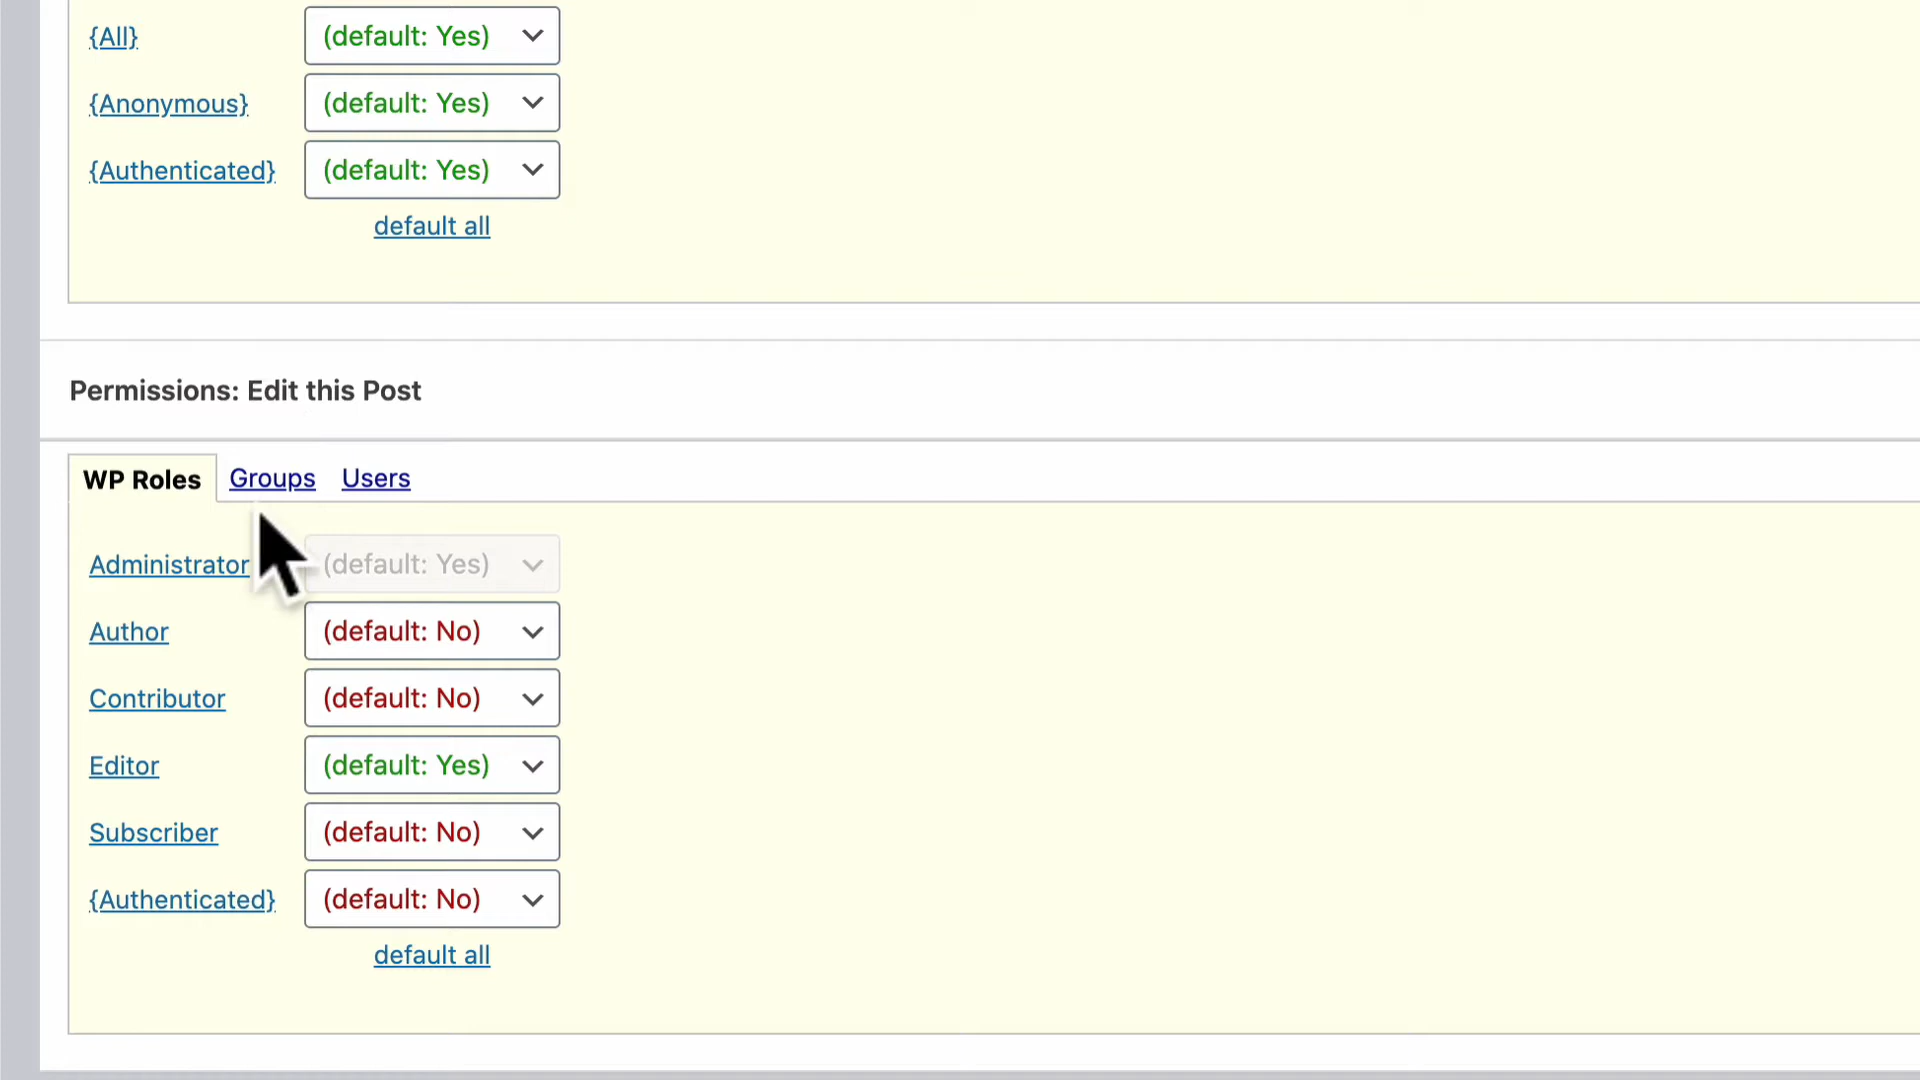 {All} (default: Yes)
{Anonymous} (default: Yes)
{Authenticated} (default: Yes)
default all
Permissions: Edit this Post
WP Roles Groups Users
Administrator (default: Yes)
Author (default: No)
Contributor (default: No)
Editor (default: Yes)
Subscriber (default: No)
{Authenticated} (default: No)
default all